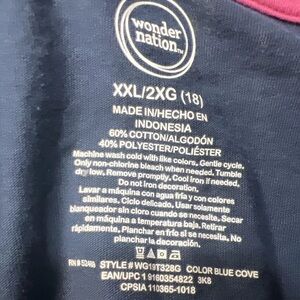 wonder
nation™
XXL/2XG (18)
MADE IN/HECHO EN
INDONESIA
60% COTTON/ALGODÓN
40% POLYESTER/POLIÉSTER
Machine wash cold with like colors. Gentle cycle.
Only non-chlorine bleach when needed. Tumble
dry low. Remove promptly. Cool iron if needed.
Do not iron decoration.
Lavar a máquina con agua fría y con colores
similares. Ciclo delicado. Usar solamente
blanqueador sin cloro cuando se necesite. Secar
en máquina a temperatura baja. Retirar
rápidamente. Planchar en frío si se necesita. No
planchar la decoración.
STYLE # WG19T328G COLOR BLUE COVE
EAN/UPC 1 9160354822 3K8
CPSIA 110365-1018